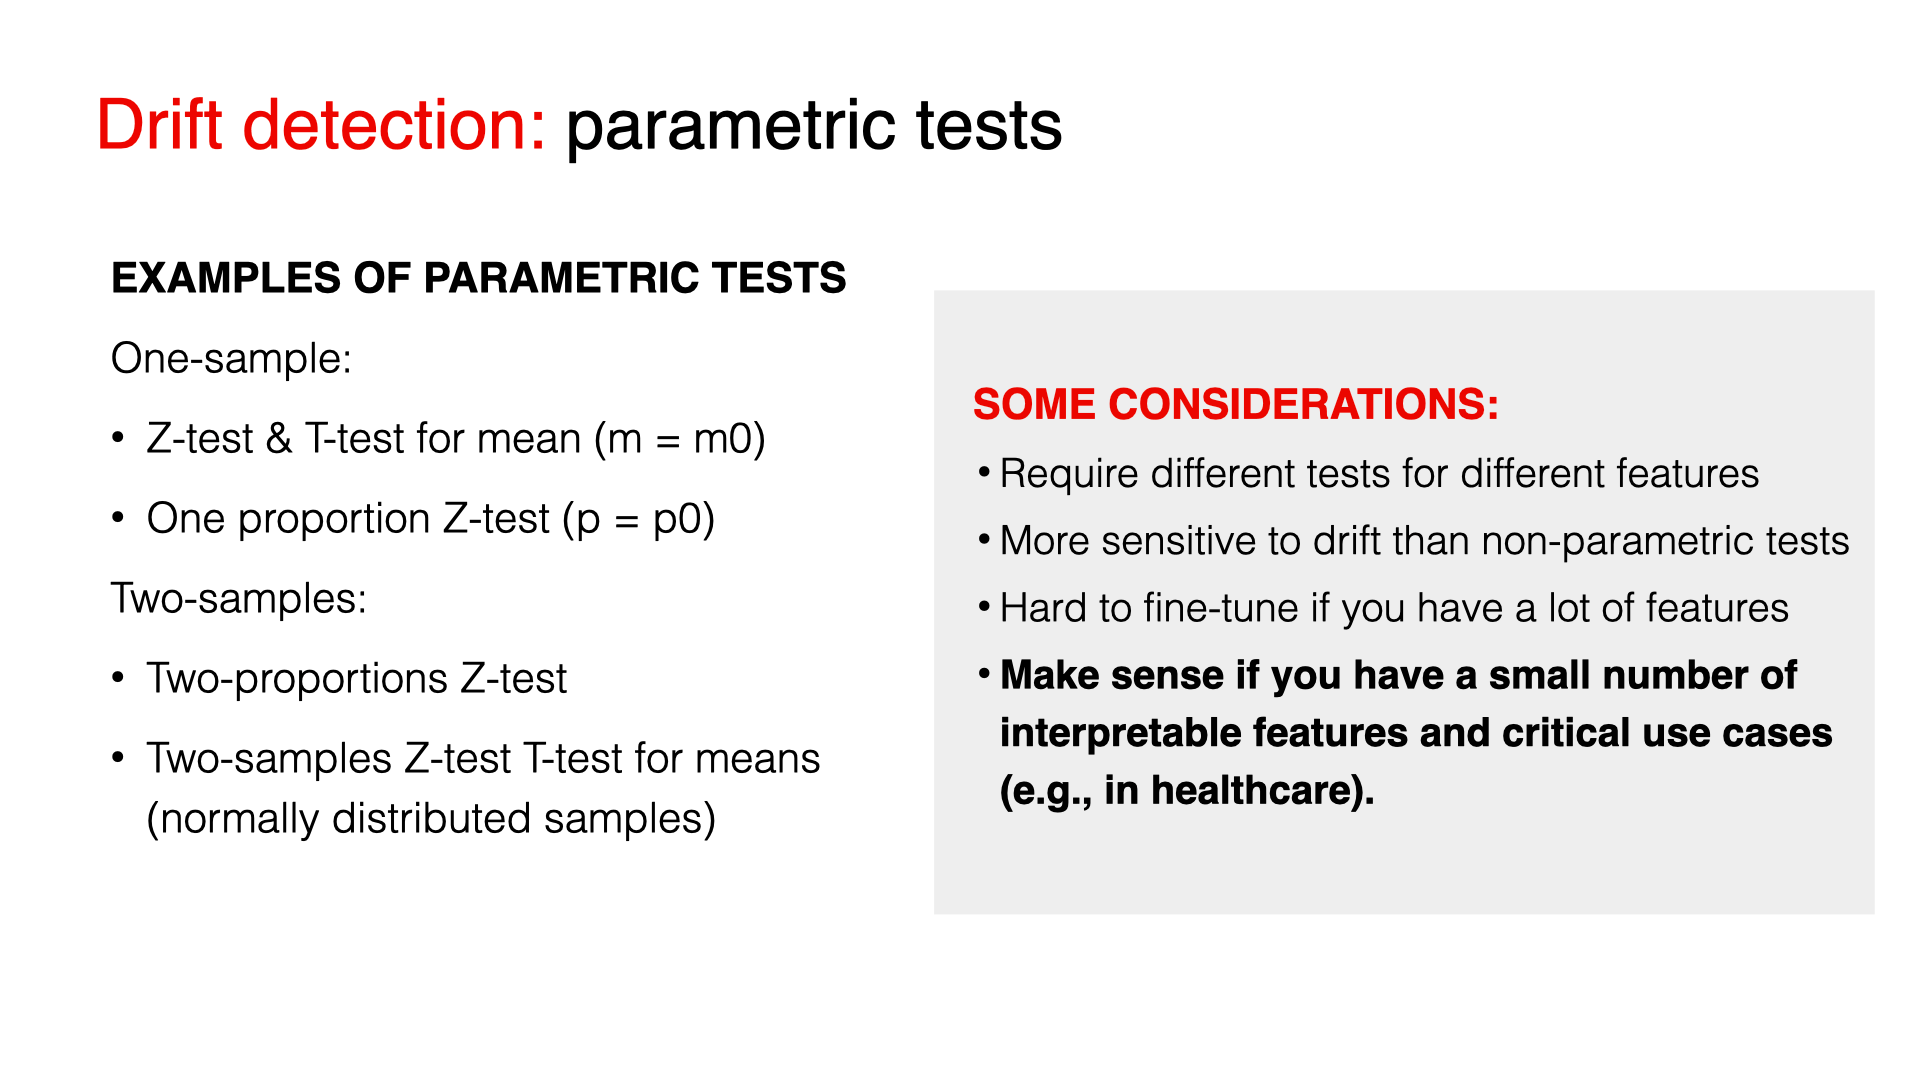 Drift detection: parametric tests
EXAMPLES OF PARAMETRIC TESTS
One-sample:
• Z-test & T-test for mean (m = m0)
• One proportion Z-test (p = p0)
Two-samples:
• Two-proportions Z-test
• Two-samples Z-test T-test for means
(normally distributed samples)
SOME CONSIDERATIONS:
• Require different tests for different features
• More sensitive to drift than non-parametric tests
• Hard to fine-tune if you have a lot of features
• Make sense if you have a small number of
interpretable features and critical use cases
(e.g., in healthcare).